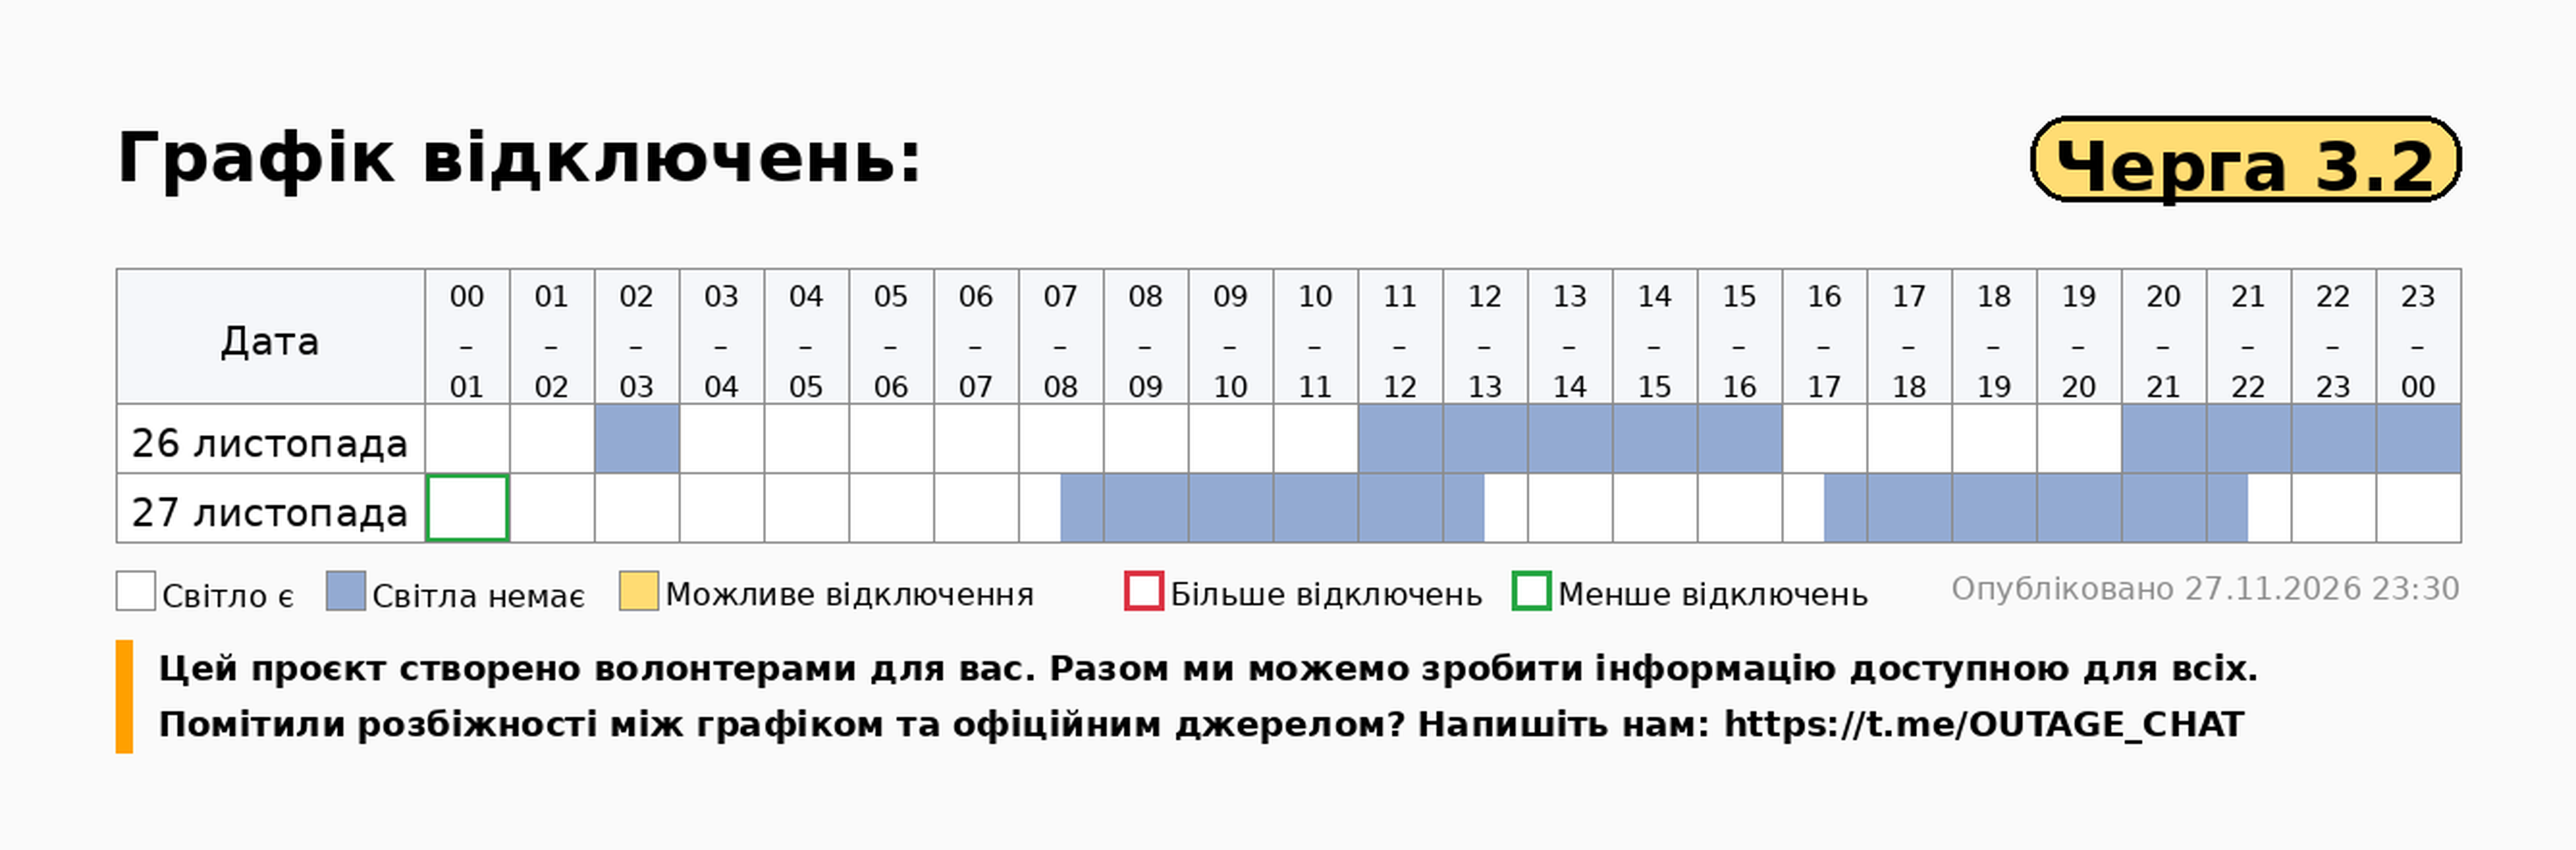 Графік відключень:
Черга 3.2
Дата 00 – 01 01 – 02 02 – 03 03 – 04 04 – 05 05 – 06 06 – 07 07 – 08 08 – 09 09 – 10 10 – 11 11 – 12 12 – 13 13 – 14 14 – 15 15 – 16 16 – 17 17 – 18 18 – 19 19 – 20 20 – 21 21 – 22 22 – 23 23 – 00
26 листопада
27 листопада
Світло є Світла немає Можливе відключення Більше відключень Менше відключень Опубліковано 27.11.2026 23:30
Цей проєкт створено волонтерами для вас. Разом ми можемо зробити інформацію доступною для всіх.
Помітили розбіжності між графіком та офіційним джерелом? Напишіть нам: https://t.me/OUTAGE_CHAT